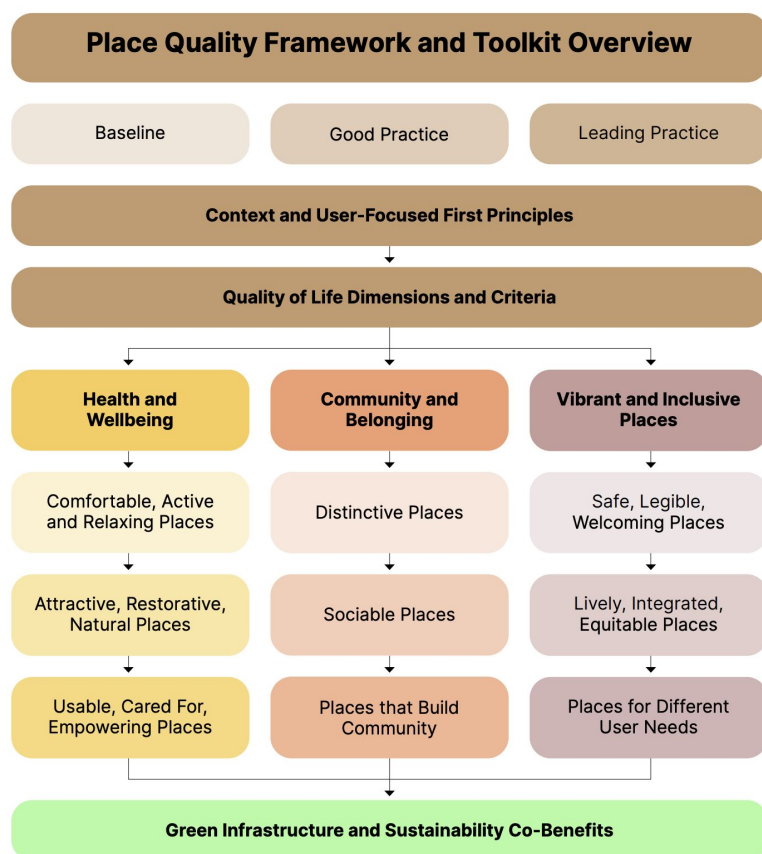 Place Quality Framework and Toolkit Overview
Baseline
Good Practice
Leading Practice
Context and User-Focused First Principles
Quality of Life Dimensions and Criteria
Health and
Wellbeing
Community and
Belonging
Vibrant and Inclusive
Places
Comfortable, Active
and Relaxing Places
Distinctive Places
Safe, Legible,
Welcoming Places
Attractive, Restorative,
Natural Places
Sociable Places
Lively, Integrated,
Equitable Places
Usable, Cared For,
Empowering Places
Places that Build
Community
Places for Different
User Needs
Green Infrastructure and Sustainability Co-Benefits